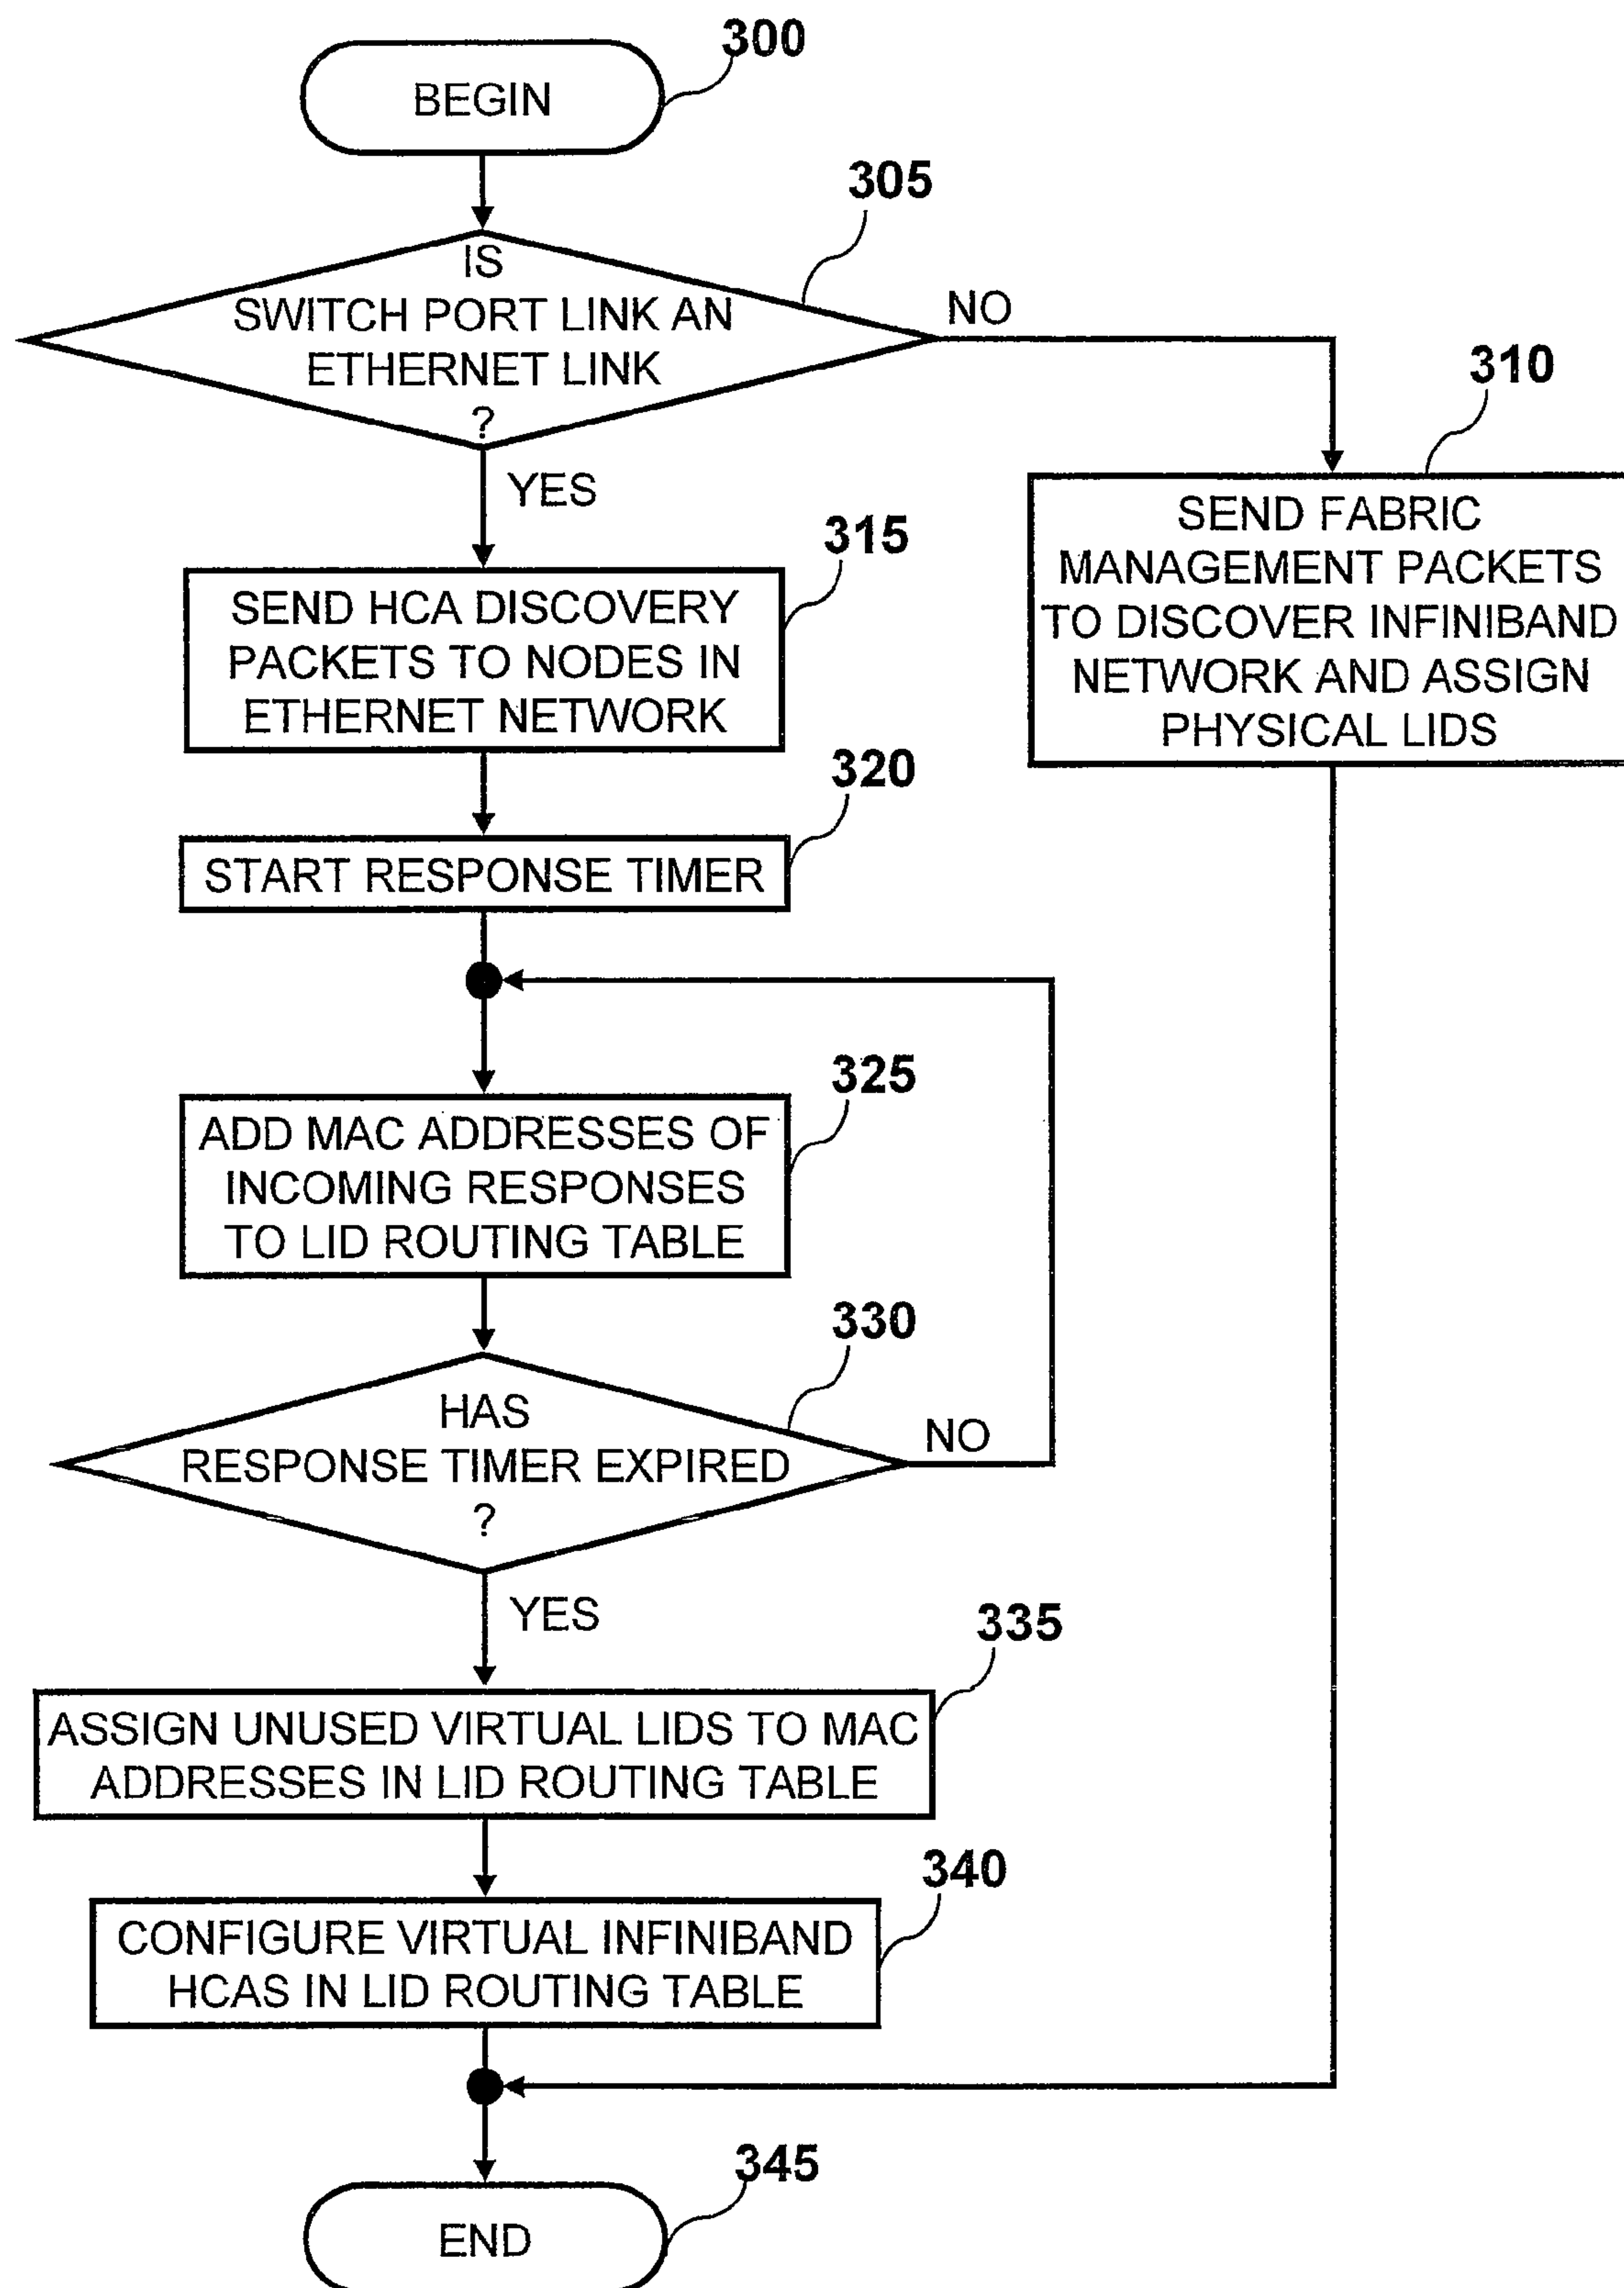 300
BEGIN
305
IS
SWITCH PORT LINK AN
ETHERNET LINK
?
NO
YES
310
SEND FABRIC
MANAGEMENT PACKETS
TO DISCOVER INFINIBAND
NETWORK AND ASSIGN
PHYSICAL LIDS
315
SEND HCA DISCOVERY
PACKETS TO NODES IN
ETHERNET NETWORK
320
START RESPONSE TIMER
325
ADD MAC ADDRESSES OF
INCOMING RESPONSES
TO LID ROUTING TABLE
330
HAS
RESPONSE TIMER EXPIRED
?
NO
YES
335
ASSIGN UNUSED VIRTUAL LIDS TO MAC
ADDRESSES IN LID ROUTING TABLE
340
CONFIGURE VIRTUAL INFINIBAND
HCAS IN LID ROUTING TABLE
345
END